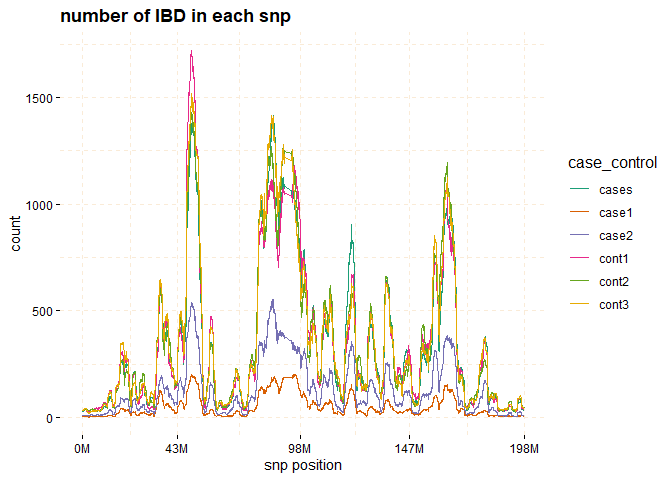 number of IBD in each snp
1500
1000
500
0
count
0M
43M
98M
147M
198M
snp position
case_control
cases
case1
case2
cont1
cont2
cont3